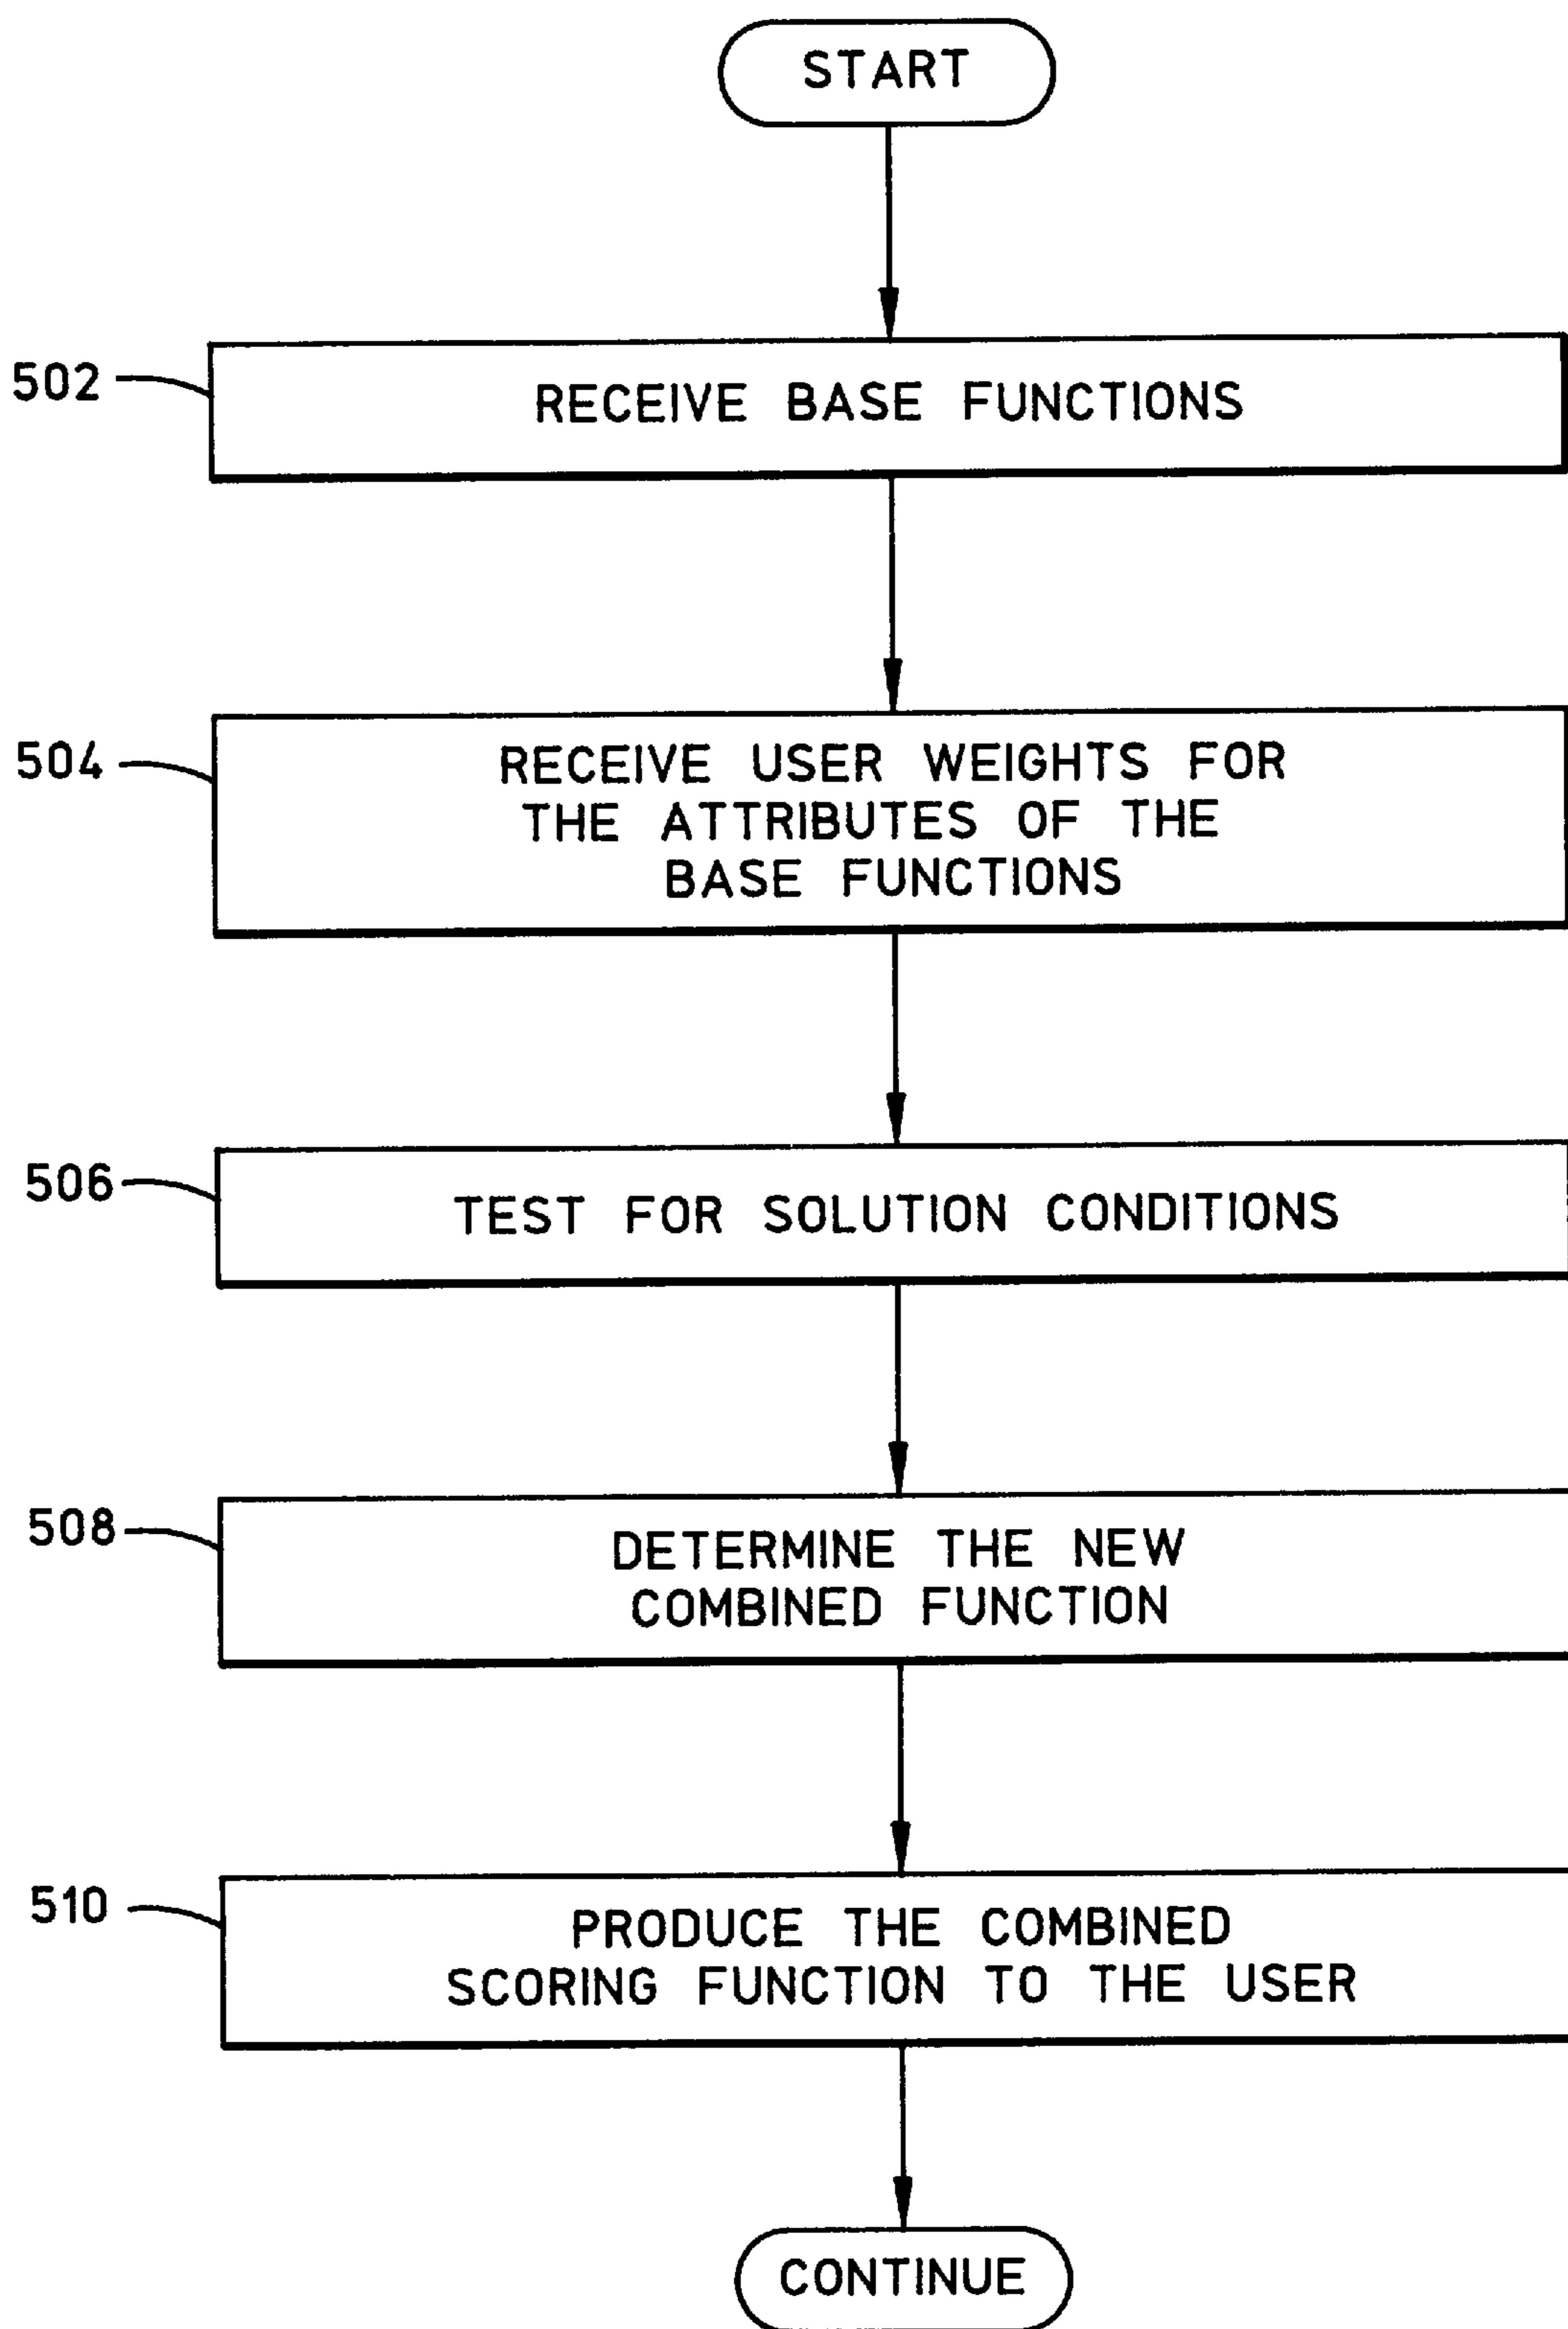 START
502
RECEIVE BASE FUNCTIONS
504
RECEIVE USER WEIGHTS FOR
THE ATTRIBUTES OF THE
BASE FUNCTIONS
506
TEST FOR SOLUTION CONDITIONS
508
DETERMINE THE NEW
COMBINED FUNCTION
510
PRODUCE THE COMBINED
SCORING FUNCTION TO THE USER
CONTINUE